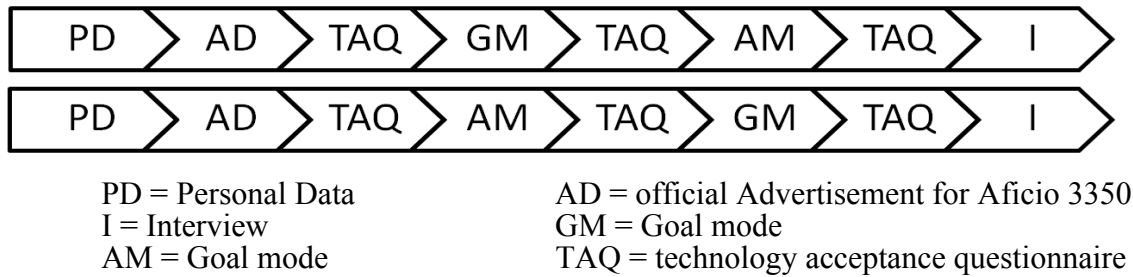 PD AD TAQ GM TAQ AM TAQ I
PD AD TAQ AM TAQ GM TAQ I
PD = Personal Data AD = official Advertisement for Aficio 3350
I = Interview GM = Goal mode
AM = Goal mode TAQ = technology acceptance questionnaire